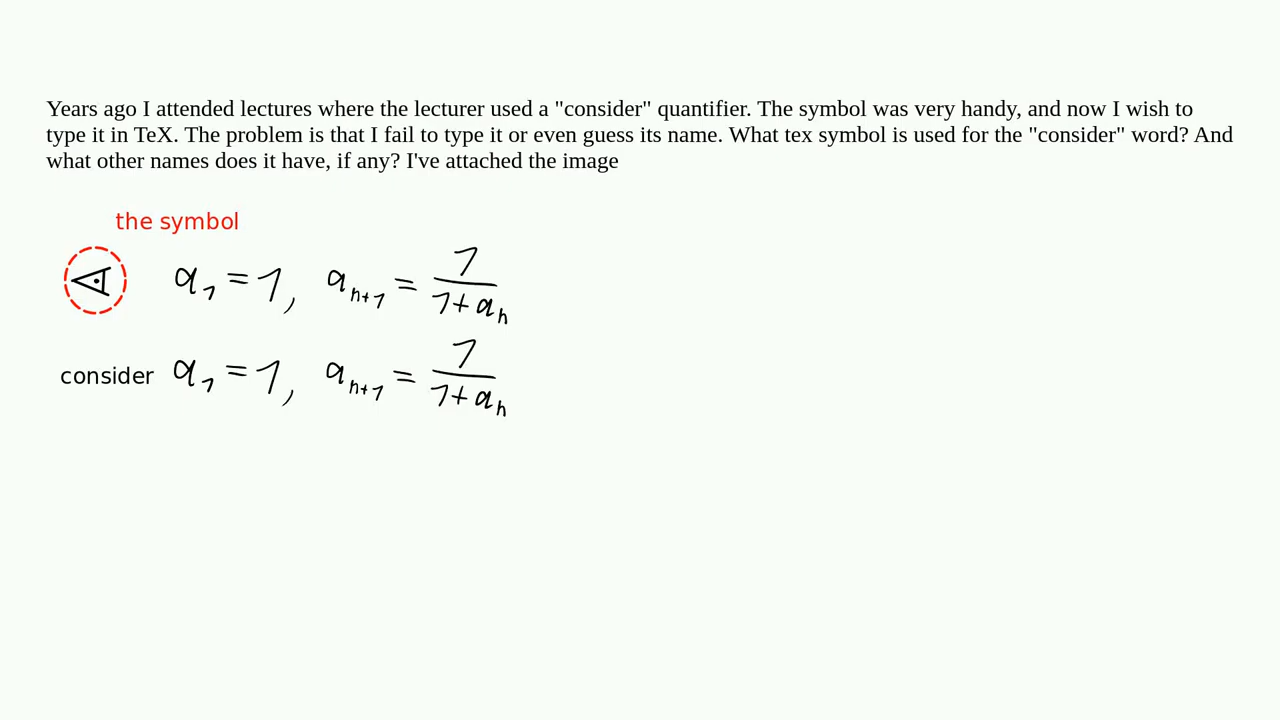 Years ago I attended lectures where the lecturer used a "consider" quantifier. The symbol was very handy, and now I wish to
type it in TeX. The problem is that I fail to type it or even guess its name. What tex symbol is used for the "consider" word? And
what other names does it have, if any? I've attached the image
the symbol
⩤ a₁ = 1, aₙ₊₁ = 1/(1+aₙ)
consider a₁ = 1, aₙ₊₁ = 1/(1+aₙ)